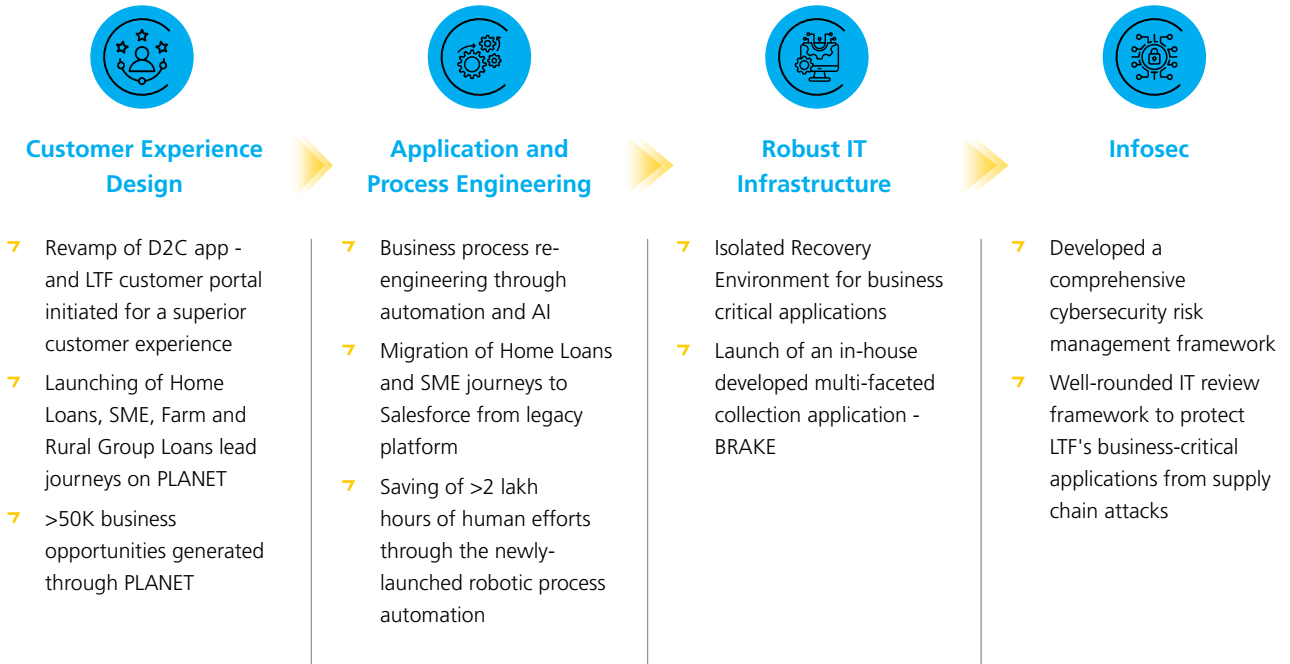 Customer Experience
Design
Revamp of D2C app -
and LTF customer portal
initiated for a superior
customer experience
Launching of Home
Loans, SME, Farm and
Rural Group Loans lead
journeys on PLANET
>50K business
opportunities generated
through PLANET
Application and
Process Engineering
Business process re-
engineering through
automation and AI
Migration of Home Loans
and SME journeys to
Salesforce from legacy
platform
Saving of >2 lakh
hours of human efforts
through the newly-
launched robotic process
automation
Robust IT
Infrastructure
Isolated Recovery
Environment for business
critical applications
Launch of an in-house
developed multi-faceted
collection application -
BRAKE
Infosec
Developed a
comprehensive
cybersecurity risk
management framework
Well-rounded IT review
framework to protect
LTF's business-critical
applications from supply
chain attacks